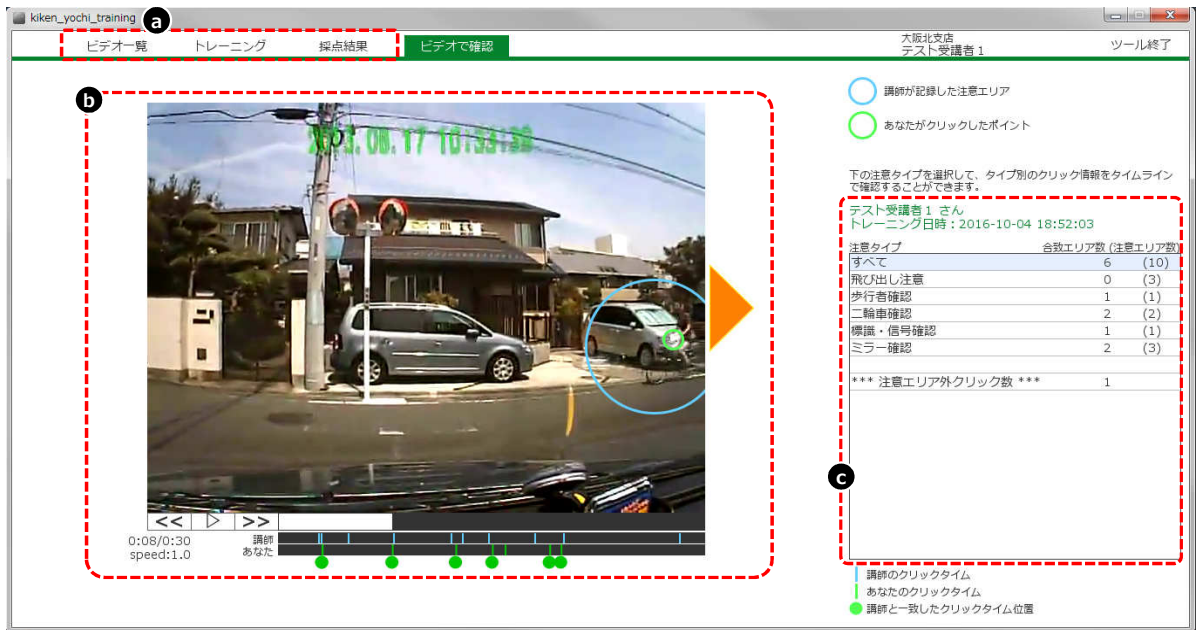 kiken_yochi_training
a
ビデオ一覧
トレーニング
採点結果
ビデオで確認
大阪北支店
テスト受講者1
ツール終了
b
講師が記録した注意エリア
あなたがクリックしたポイント
下の注意タイプを選択して、タイプ別のクリック情報をタイムライン
で確認することができます。
テスト受講者1 さん
トレーニング日時：2016-10-04 18:52:03
注意タイプ 合致エリア数 (注意エリア数)
すべて 6 (10)
飛び出し注意 0 (3)
歩行者確認 1 (1)
二輪車確認 2 (2)
標識・信号確認 1 (1)
ミラー確認 2 (3)
*** 注意エリア外クリック数 *** 1
c
<< ▷ >>
0:08/0:30
speed:1.0
講師
あなた
講師のクリックタイム
あなたのクリックタイム
講師と一致したクリックタイム位置